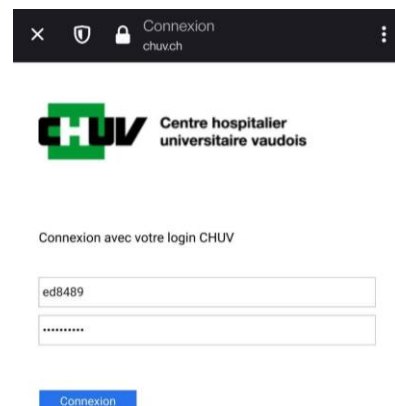 Connexion
chuv.ch
CHUV
Centre hospitalier
universitaire vaudois
Connexion avec votre login CHUV
ed8489
••••••••••
Connexion